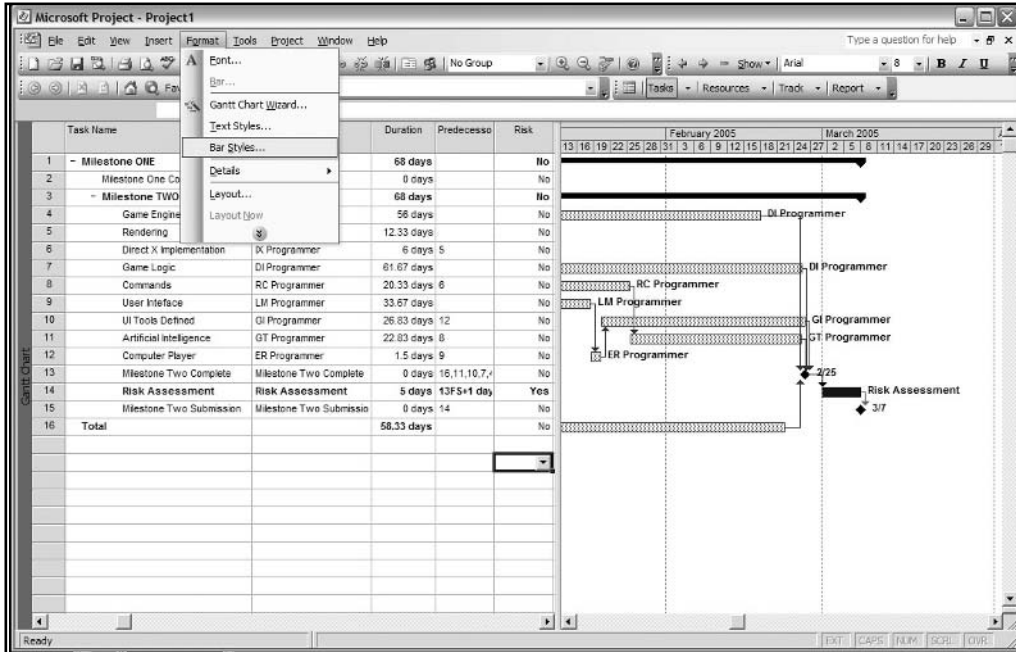 Microsoft Project - Project1
File Edit View Insert Format Tools Project Window Help Type a question for help
No Group Show Arial 8 B I U
Tasks Resources Track Report
Font...
Bar...
Gantt Chart Wizard...
Text Styles...
Bar Styles...
Details
Layout...
Layout Now
Task Name Duration Predecesso Risk
February 2005 March 2005
13 16 19 22 25 28 31 3 6 9 12 15 18 21 24 27 2 5 8 11 14 17 20 23 26 29
1 Milestone ONE 68 days No
2 Milestone One Co 0 days No
3 Milestone TWO 68 days No
4 Game Engine 56 days No DI Programmer
5 Rendering 12.33 days No
6 Direct X Implementation IX Programmer 6 days 5 No
7 Game Logic DI Programmer 61.67 days No DI Programmer
8 Commands RC Programmer 20.33 days 6 No RC Programmer
9 User Inteface LM Programmer 33.67 days No LM Programmer
10 UI Tools Defined GI Programmer 26.83 days 12 No GI Programmer
11 Artificial Intelligence GT Programmer 22.83 days 8 No GT Programmer
12 Computer Player ER Programmer 1.5 days 9 No ER Programmer
13 Milestone Two Complete Milestone Two Complete 0 days 16,11,10,7,4 No 2/25
14 Risk Assessment Risk Assessment 5 days 13FS+1 day Yes Risk Assessment
15 Milestone Two Submission Milestone Two Submissio 0 days 14 No 3/7
16 Total 58.33 days No
Gantt Chart
Ready EXT CAPS NUM SCRL OVR